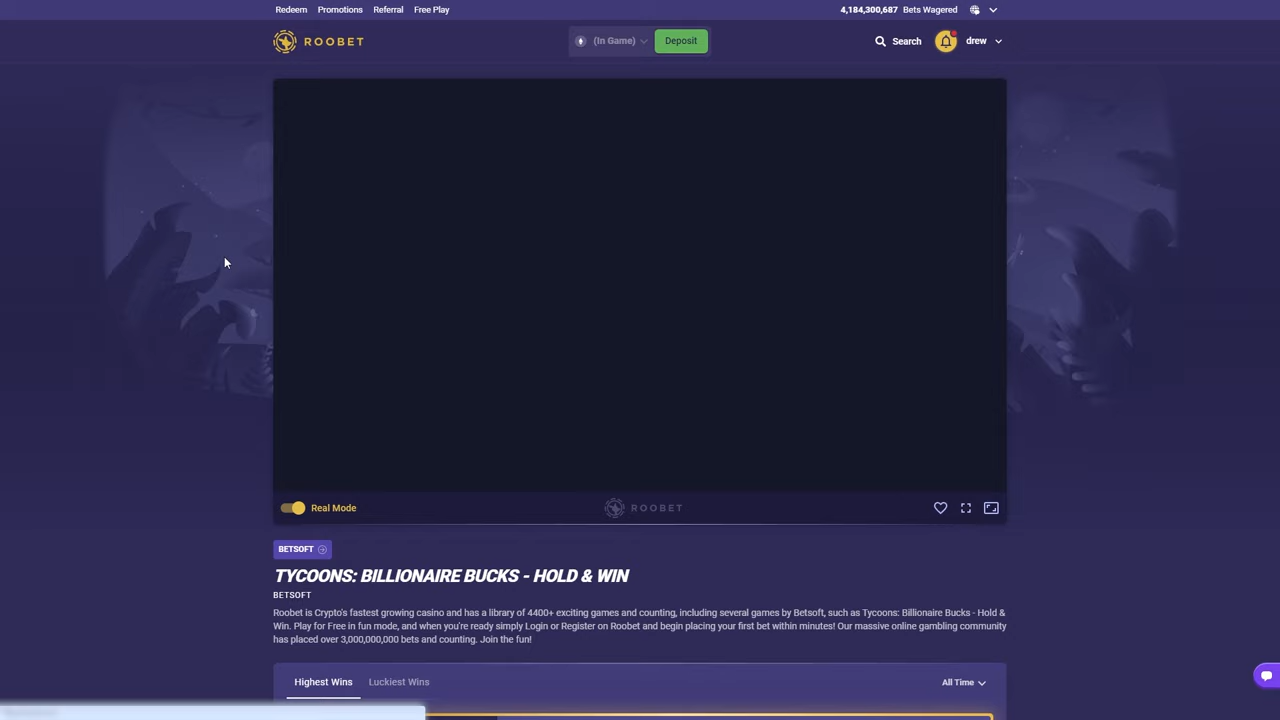 Redeem Promotions Referral Free Play 4,184,300,687 Bets Wagered
ROOBET (In Game) Deposit Search drew
Real Mode ROOBET
BETSOFT
TYCOONS: BILLIONAIRE BUCKS - HOLD & WIN
BETSOFT
Roobet is Crypto's fastest growing casino and has a library of 4400+ exciting games and counting, including several games by Betsoft, such as Tycoons: Billionaire Bucks - Hold &
Win. Play for Free in fun mode, and when you're ready simply Login or Register on Roobet and begin placing your first bet within minutes! Our massive online gambling community
has placed over 3,000,000,000 bets and counting. Join the fun!
Highest Wins Luckiest Wins All Time